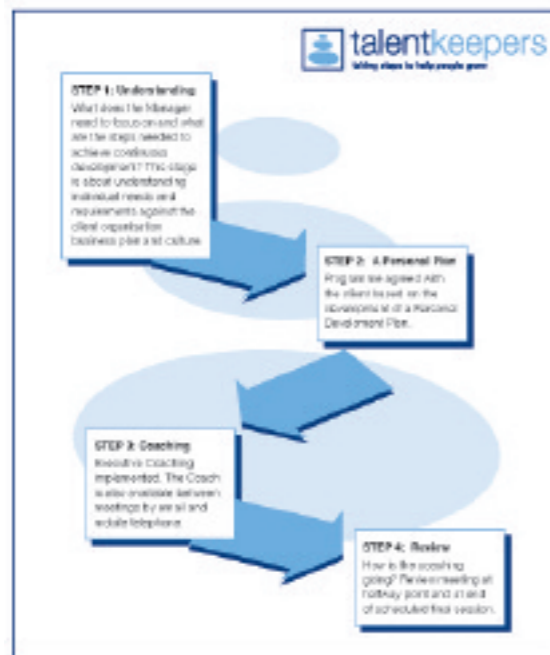 talentkeepers
taking steps to help people grow
STEP 1: Understanding
What does the Manager
need to focus on and what
are the steps needed to
achieve continuous
development? This stage
is about understanding
individual needs and
requirements against the
client organisation
business plan and culture
STEP 2: A Personal Plan
Programme agreed with
the client based on the
development of a Personal
Development Plan.
STEP 3: Coaching
Executive Coaching
implemented. The Coach
is also available between
meetings by email and
mobile telephone
STEP 4: Review
How is the coaching
going? Review meeting at
halfway point and at end
of scheduled final session.